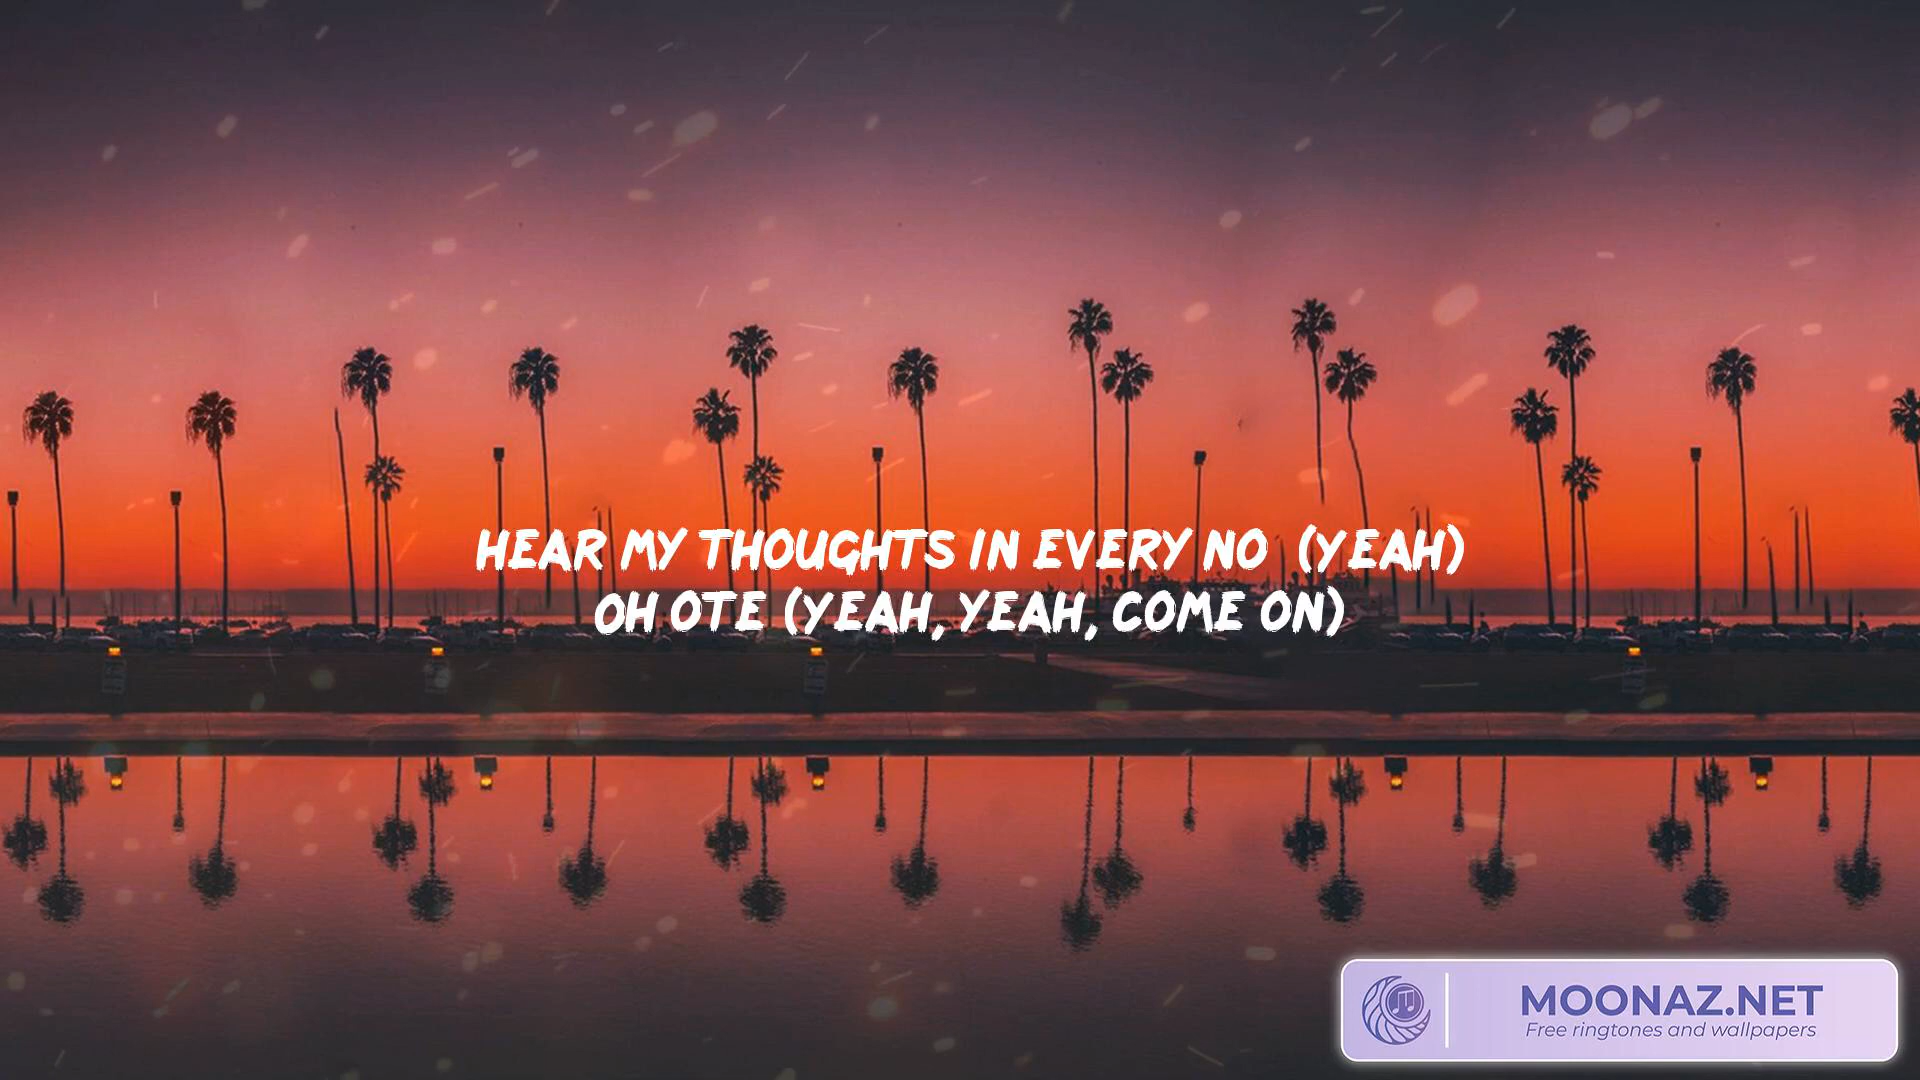 HEAR MY THOUGHTS IN EVERY NO (YEAH)
OH OTE (YEAH, YEAH, COME ON)
MOONAZ.NET
Free ringtones and wallpapers